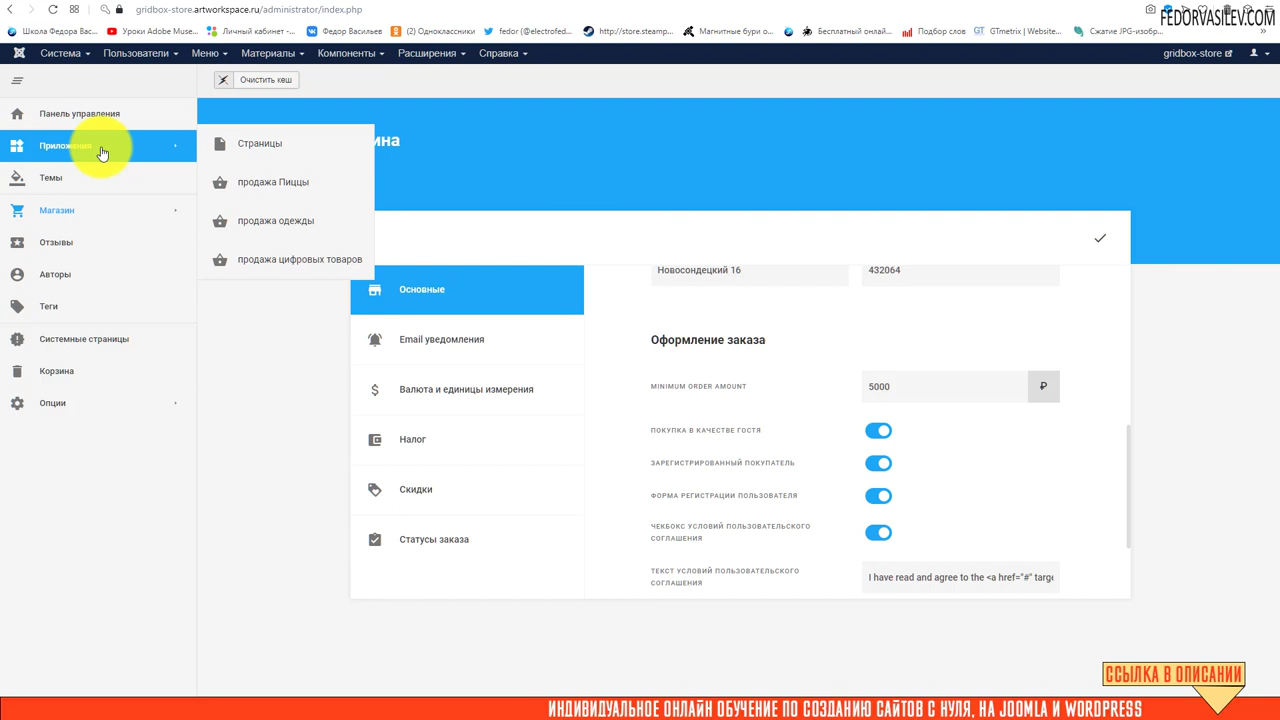 gridbox-store.artworkspace.ru/administrator/index.php
FEDORVASILEV.COM
Школа Федора Вас...
Уроки Adobe Muse...
Личный кабинет -...
Федор Васильев
(1) Одноклассники
fedor (@electrofed...
http://store.steamp...
Магнитные буры о...
Бесплатный онлай...
Подбор слов
GTmetrix | Website...
Сжатие JPG-изобр...
Система
Пользователи
Меню
Материалы
Компоненты
Расширения
Справка
gridbox-store
Очистить кеш
Панель управления
Приложения
Темы
Магазин
Отзывы
Авторы
Теги
Системные страницы
Корзина
Опции
Страницы
продажа Пиццы
продажа одежды
продажа цифровых товаров
ина
Основные
Email уведомления
Валюта и единицы измерения
Налог
Скидки
Статусы заказа
Новосондецкий 16
432064
Оформление заказа
MINIMUM ORDER AMOUNT
5000
₽
ПОКУПКА В КАЧЕСТВЕ ГОСТЯ
ЗАРЕГИСТРИРОВАННЫЙ ПОКУПАТЕЛЬ
ФОРМА РЕГИСТРАЦИИ ПОЛЬЗОВАТЕЛЯ
ЧЕКБОКС УСЛОВИЙ ПОЛЬЗОВАТЕЛЬСКОГО
СОГЛАШЕНИЯ
ТЕКСТ УСЛОВИЙ ПОЛЬЗОВАТЕЛЬСКОГО
СОГЛАШЕНИЯ
I have read and agree to the <a href="#" targe
ССЫЛКА В ОПИСАНИИ
ИНДИВИДУАЛЬНОЕ ОНЛАЙН ОБУЧЕНИЕ ПО СОЗДАНИЮ САЙТОВ С НУЛЯ, НА JOOMLA И WORDPRESS